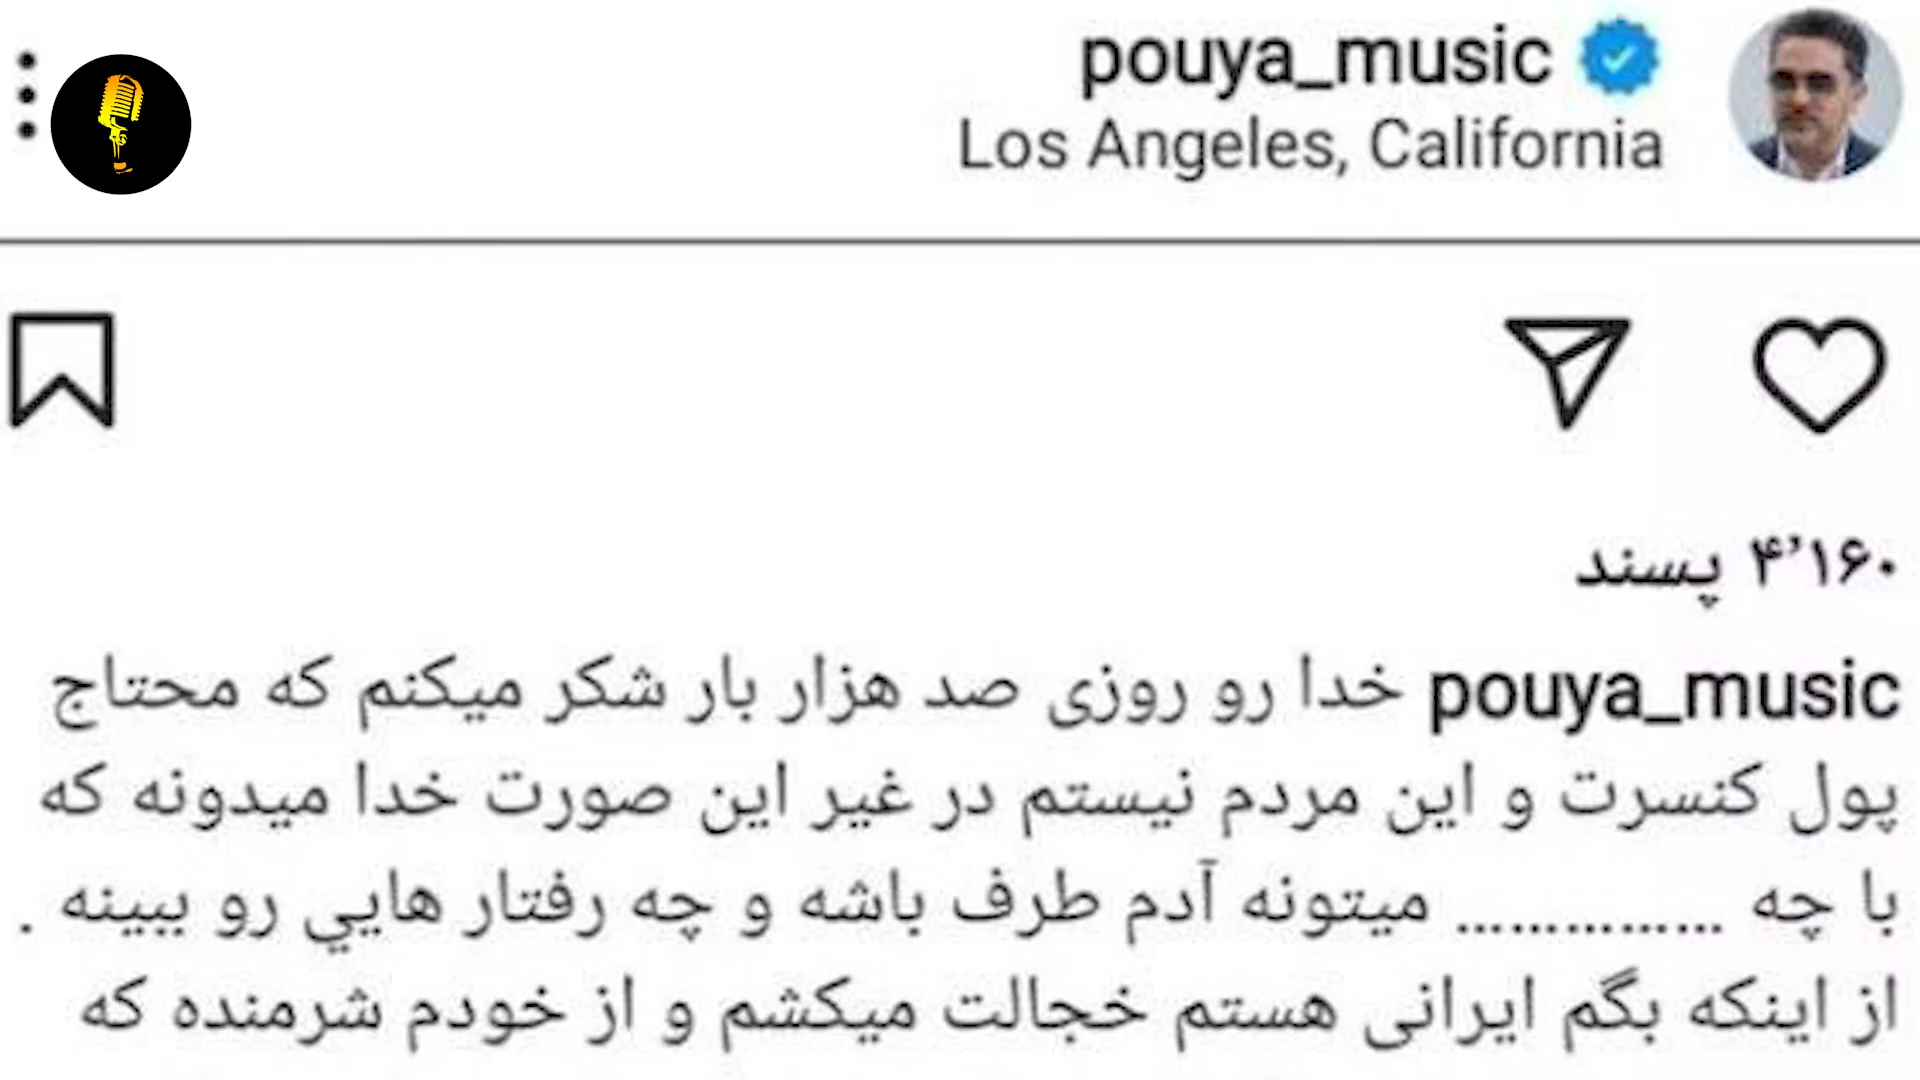 pouya_music
Los Angeles, California
۴٬۱۶۰ پسند
pouya_music خدا رو روزی صد هزار بار شکر میکنم که محتاج
پول کنسرت و این مردم نیستم در غیر این صورت خدا میدونه که
با چه ............... میتونه آدم طرف باشه و چه رفتار هايي رو ببینه .
از اینکه بگم ایرانی هستم خجالت میکشم و از خودم شرمنده که